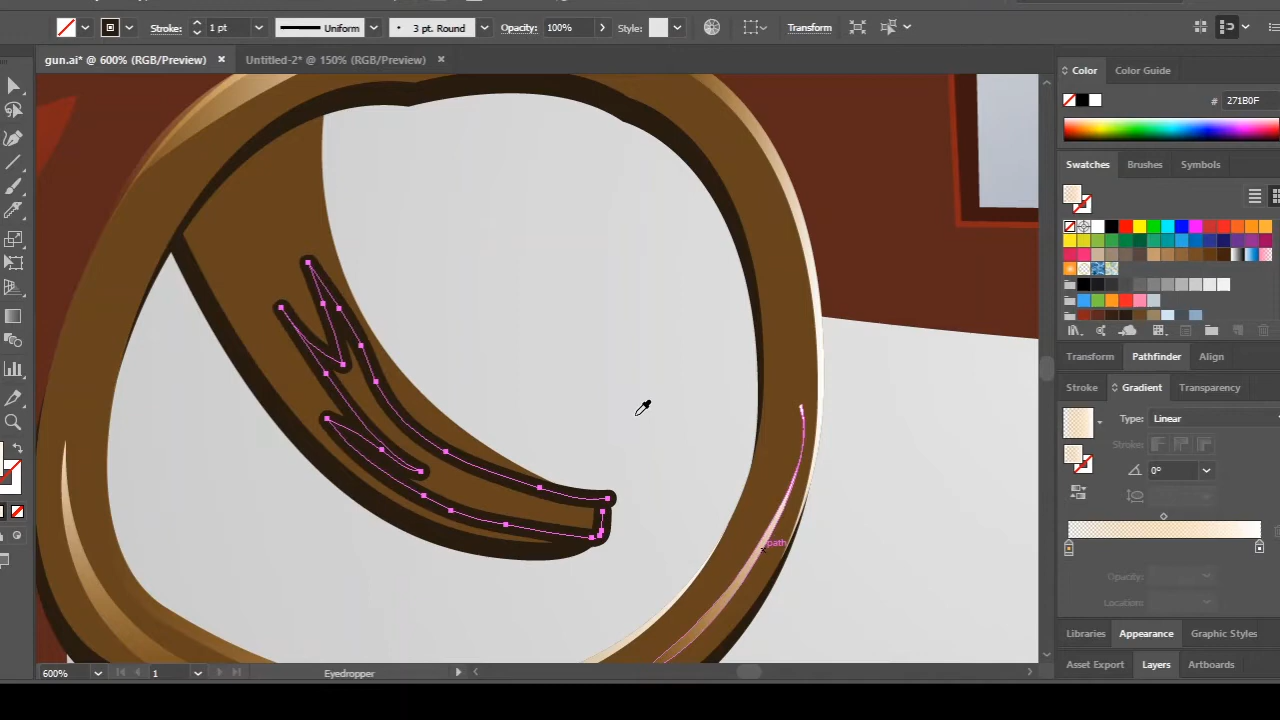 Stroke: 1 pt Uniform 3 pt. Round Opacity: 100% Style: Transform
gun.ai* @ 600% (RGB/Preview) × Untitled-2* @ 150% (RGB/Preview) ×
Color Color Guide
# 271B0F
Swatches Brushes Symbols
Transform Pathfinder Align
Stroke Gradient Transparency
Type: Linear
Stroke:
0°
path
Opacity:
Location:
Libraries Appearance Graphic Styles
Asset Export Layers Artboards
600% 1 Eyedropper